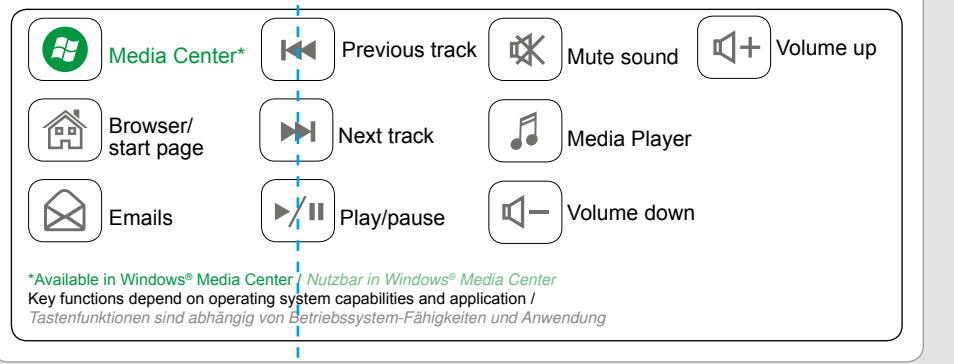 Media Center*
Previous track
Mute sound
Volume up
Browser/
start page
Next track
Media Player
Emails
Play/pause
Volume down
*Available in Windows® Media Center / Nutzbar in Windows® Media Center
Key functions depend on operating system capabilities and application /
Tastenfunktionen sind abhängig von Betriebssystem-Fähigkeiten und Anwendung